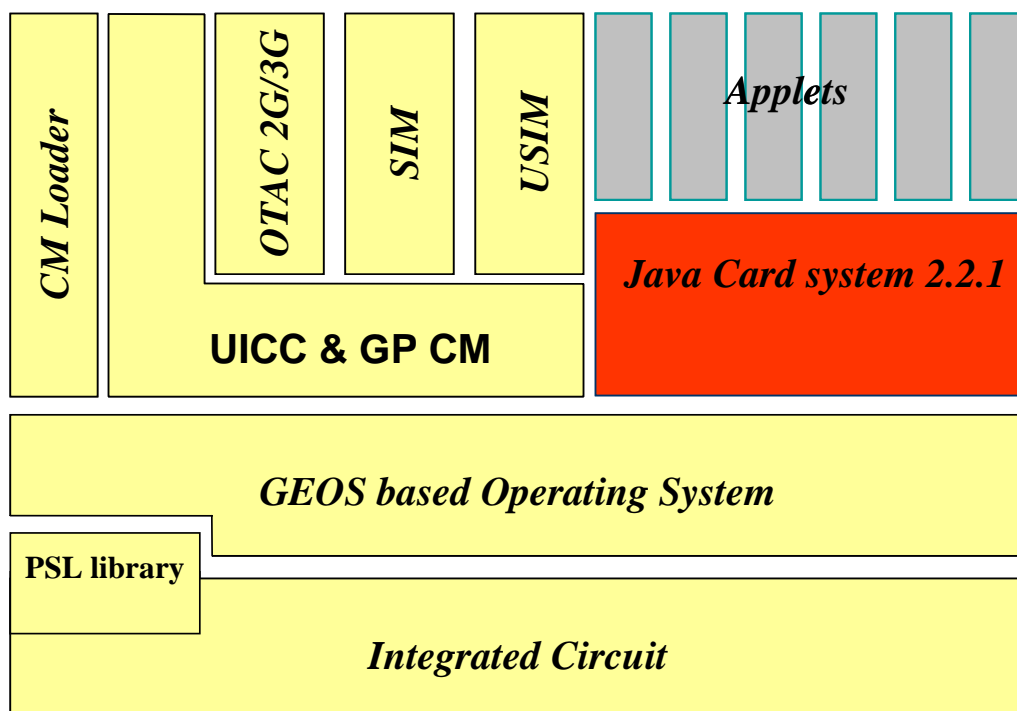 CM Loader
OTAC 2G/3G
SIM
USIM
Applets
Java Card system 2.2.1
UICC & GP CM
GEOS based Operating System
PSL library
Integrated Circuit